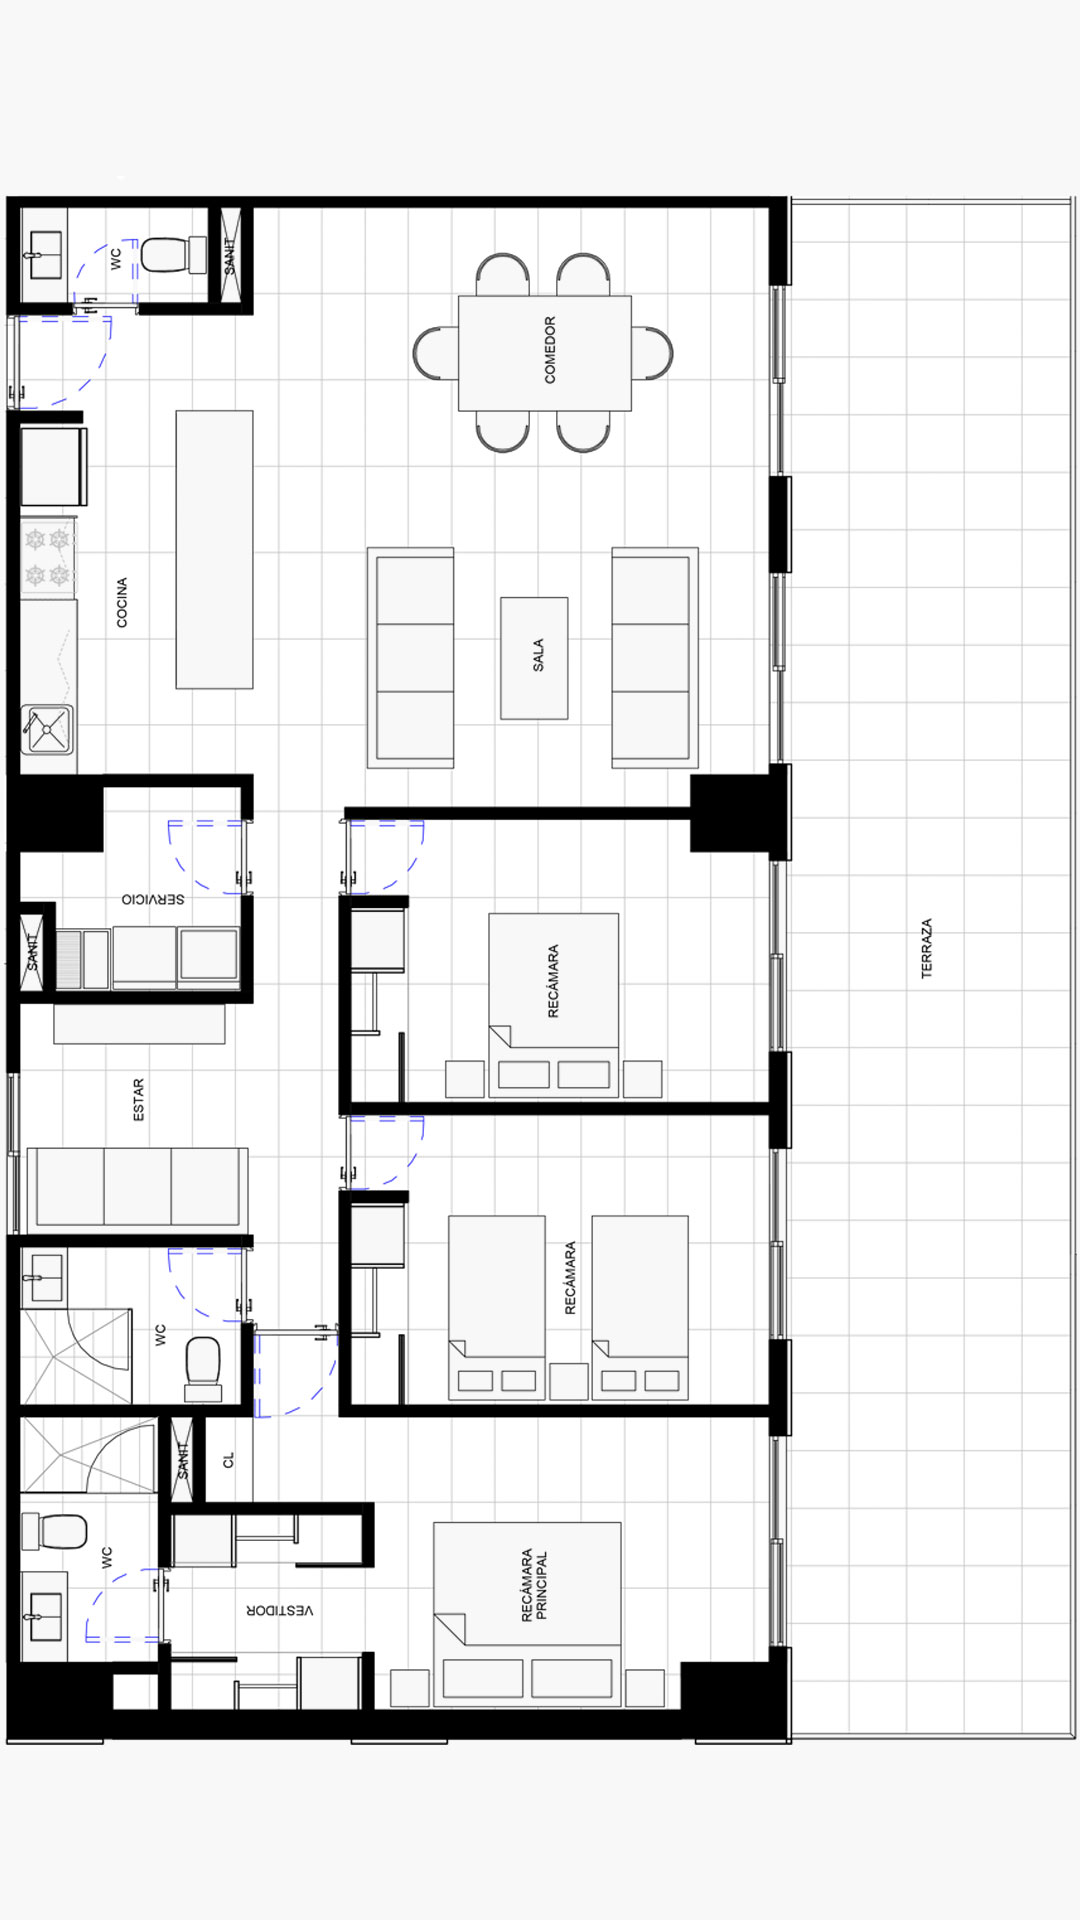 WC
SANIT
COMEDOR
COCINA
SALA
SERVICIO
SANIT
RECÁMARA
TERRAZA
ESTAR
RECÁMARA
WC
SANIT
CL
WC
VESTIDOR
RECÁMARA
PRINCIPAL